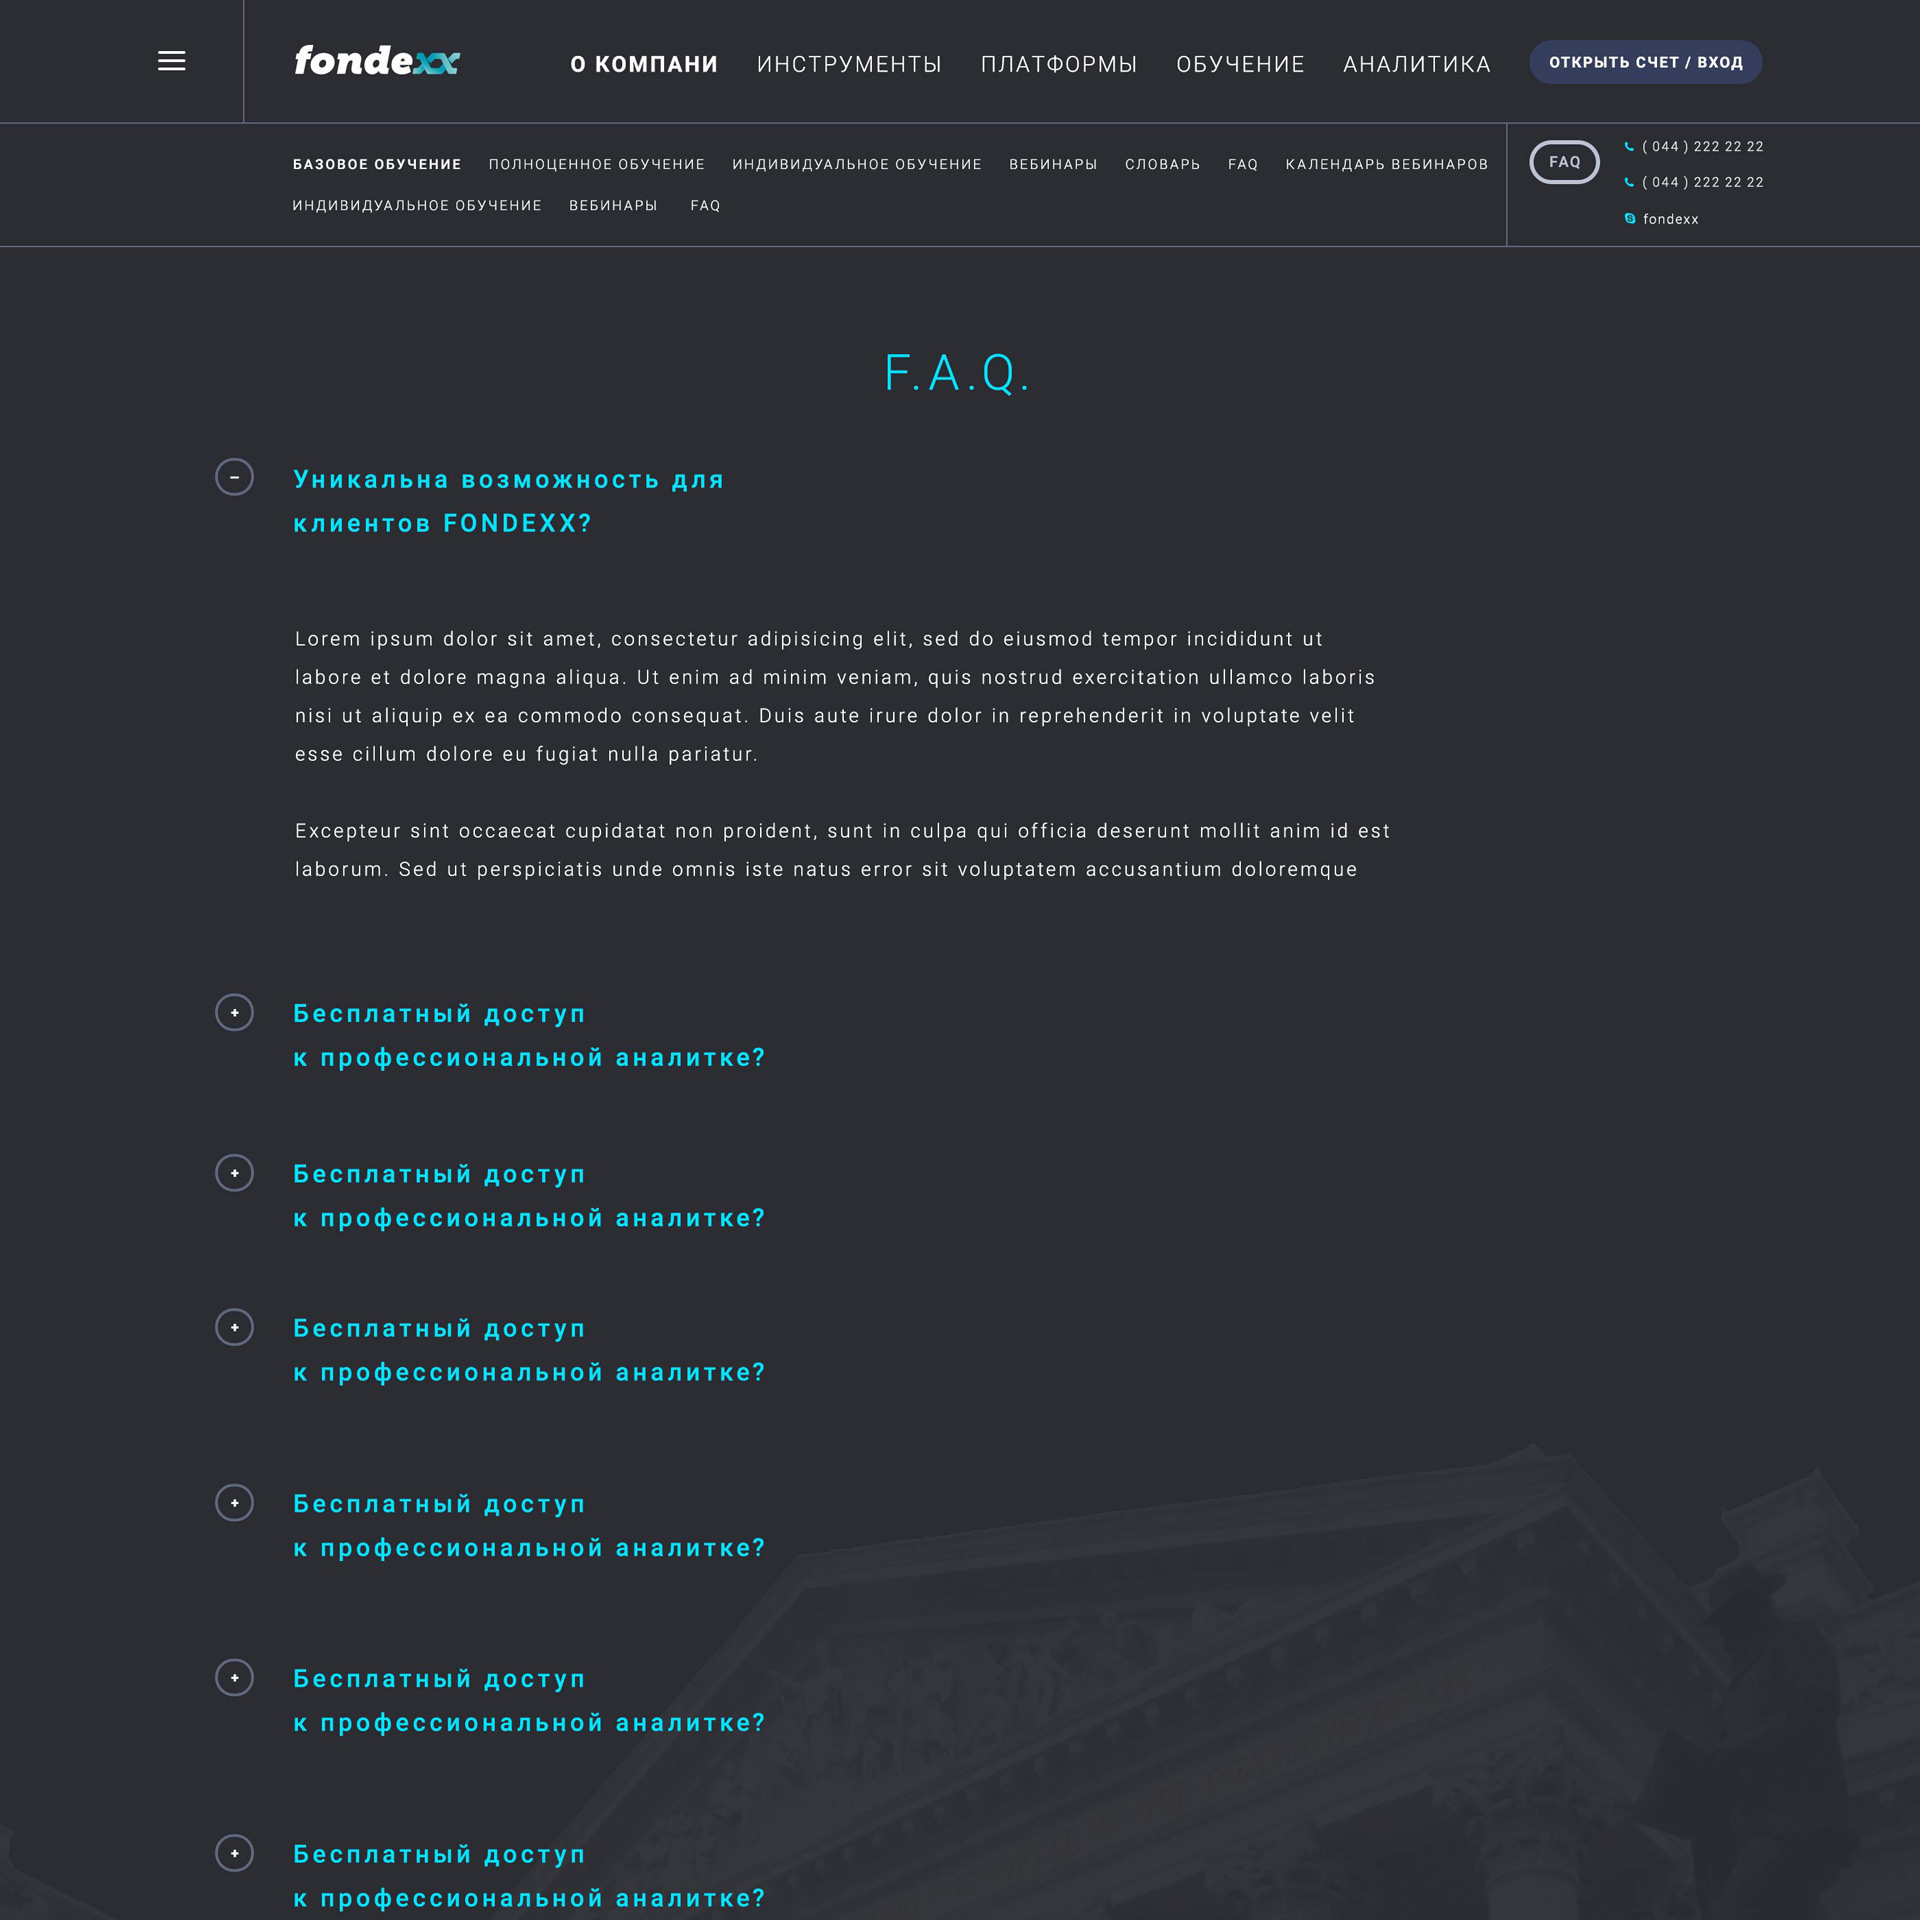 fondexx
О КОМПАНИ ИНСТРУМЕНТЫ ПЛАТФОРМЫ ОБУЧЕНИЕ АНАЛИТИКА ОТКРЫТЬ СЧЕТ / ВХОД
БАЗОВОЕ ОБУЧЕНИЕ ПОЛНОЦЕННОЕ ОБУЧЕНИЕ ИНДИВИДУАЛЬНОЕ ОБУЧЕНИЕ ВЕБИНАРЫ СЛОВАРЬ FAQ КАЛЕНДАРЬ ВЕБИНАРОВ
ИНДИВИДУАЛЬНОЕ ОБУЧЕНИЕ ВЕБИНАРЫ FAQ
FAQ
( 044 ) 222 22 22
( 044 ) 222 22 22
fondexx
F.A.Q.
Уникальна возможность для
клиентов FONDEXX?
Lorem ipsum dolor sit amet, consectetur adipisicing elit, sed do eiusmod tempor incididunt ut
labore et dolore magna aliqua. Ut enim ad minim veniam, quis nostrud exercitation ullamco laboris
nisi ut aliquip ex ea commodo consequat. Duis aute irure dolor in reprehenderit in voluptate velit
esse cillum dolore eu fugiat nulla pariatur.
Excepteur sint occaecat cupidatat non proident, sunt in culpa qui officia deserunt mollit anim id est
laborum. Sed ut perspiciatis unde omnis iste natus error sit voluptatem accusantium doloremque
Бесплатный доступ
к профессиональной аналитке?
Бесплатный доступ
к профессиональной аналитке?
Бесплатный доступ
к профессиональной аналитке?
Бесплатный доступ
к профессиональной аналитке?
Бесплатный доступ
к профессиональной аналитке?
Бесплатный доступ
к профессиональной аналитке?